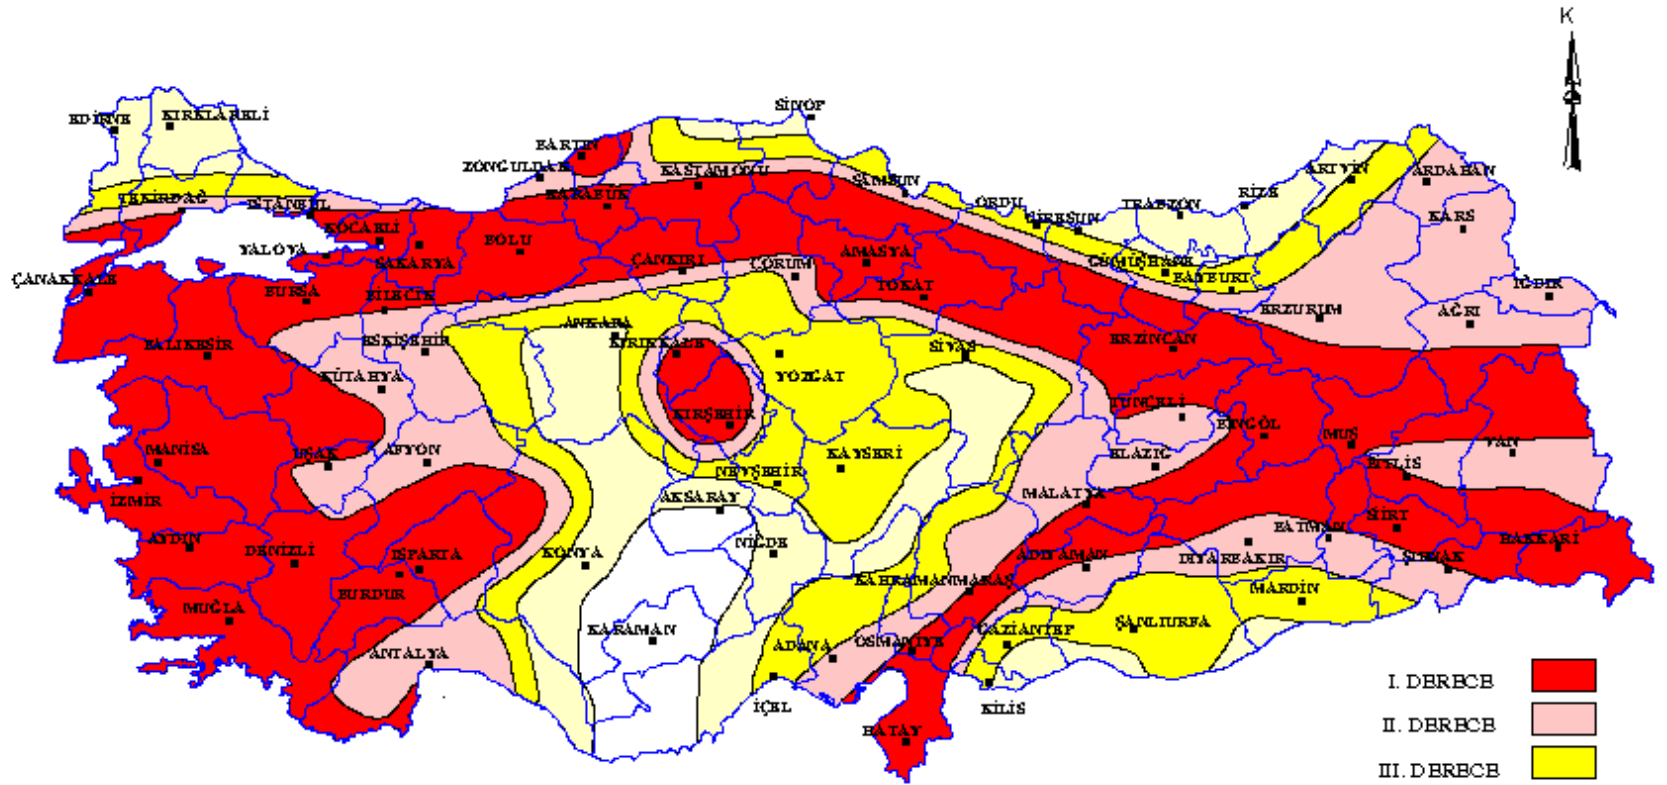 K
SİNOP
EDİRNE
KIRKLARELİ
BARTIN
ZONGULDAK
KASTAMONU
ARTVİN
ARDAHAN
TEKİRDAĞ
İSTANBUL
KARABÜK
SAMSUN
ORDU
GİRESUN
TRABZON
RİZE
KARS
KOCAELİ
YALOVA
SAKARYA
BOLU
ÇANKIRI
ÇORUM
AMASYA
TOKAT
GÜMÜŞHANE
BAYBURT
ÇANAKKALE
BURSA
BİLECİK
ERZURUM
IĞDIR
AĞRI
BALIKESİR
ESKİŞEHİR
ANKARA
KIRIKKALE
SİVAS
ERZİNCAN
KÜTAHYA
YOZGAT
KIRŞEHİR
TUNCELİ
BİNGÖL
MUŞ
VAN
MANİSA
UŞAK
AFYON
NEVŞEHİR
KAYSERİ
ELAZIĞ
BİTLİS
İZMİR
AKSARAY
MALATYA
SİİRT
AYDIN
DENİZLİ
ISPARTA
KONYA
NİĞDE
ADIYAMAN
DIYARBAKIR
BATMAN
ŞIRNAK
HAKKARİ
BURDUR
KAHRAMANMARAŞ
MARDİN
MUĞLA
KARAMAN
ADANA
OSMANİYE
GAZİANTEP
ŞANLIURFA
ANTALYA
İÇEL
KİLİS
HATAY
I. DERECE
II. DERECE
III. DERECE